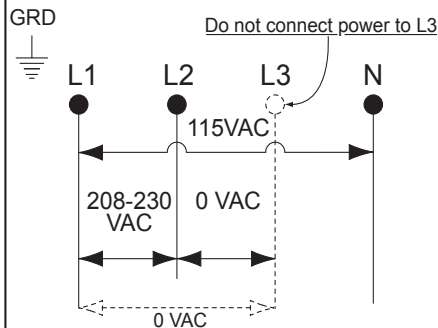 GRD
Do not connect power to L3
L1 L2 L3 N
115VAC
208-230
VAC
0 VAC
0 VAC